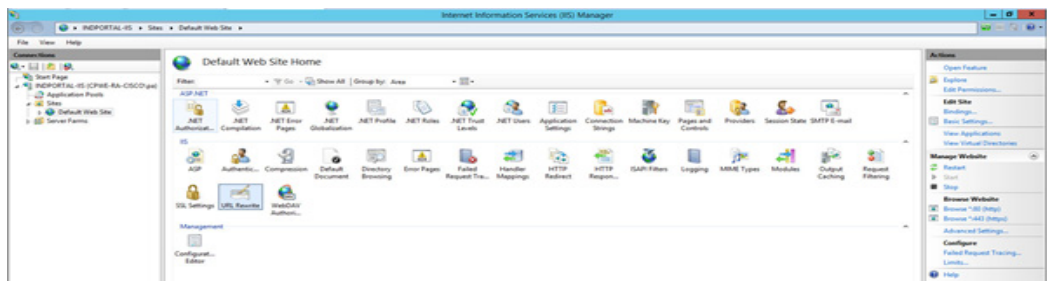 Internet Information Services (IIS) Manager
INDPORTAL-IIS ▸ Sites ▸ Default Web Site ▸
File View Help
Connections
Start Page
INDPORTAL-IIS (CPWE-RA-CISCO\pa)
Application Pools
Sites
Default Web Site
Server Farms
Default Web Site Home
Filter: Go Show All Group by: Area
ASP.NET
.NET Authorizat...
.NET Compilation
.NET Error Pages
.NET Globalization
.NET Profile
.NET Roles
.NET Trust Levels
.NET Users
Application Settings
Connection Strings
Machine Key
Pages and Controls
Providers
Session State
SMTP E-mail
IIS
ASP
Authentic...
Compression
Default Document
Directory Browsing
Error Pages
Failed Request Tra...
Handler Mappings
HTTP Redirect
HTTP Respon...
ISAPI Filters
Logging
MIME Types
Modules
Output Caching
Request Filtering
SSL Settings
URL Rewrite
WebDAV Authori...
Management
Configurat... Editor
Actions
Open Feature
Explore
Edit Permissions...
Edit Site
Bindings...
Basic Settings...
View Applications
View Virtual Directories
Manage Website
Restart
Start
Stop
Browse Website
Browse *:80 (http)
Browse *:443 (https)
Advanced Settings...
Configure
Failed Request Tracing...
Limits...
Help